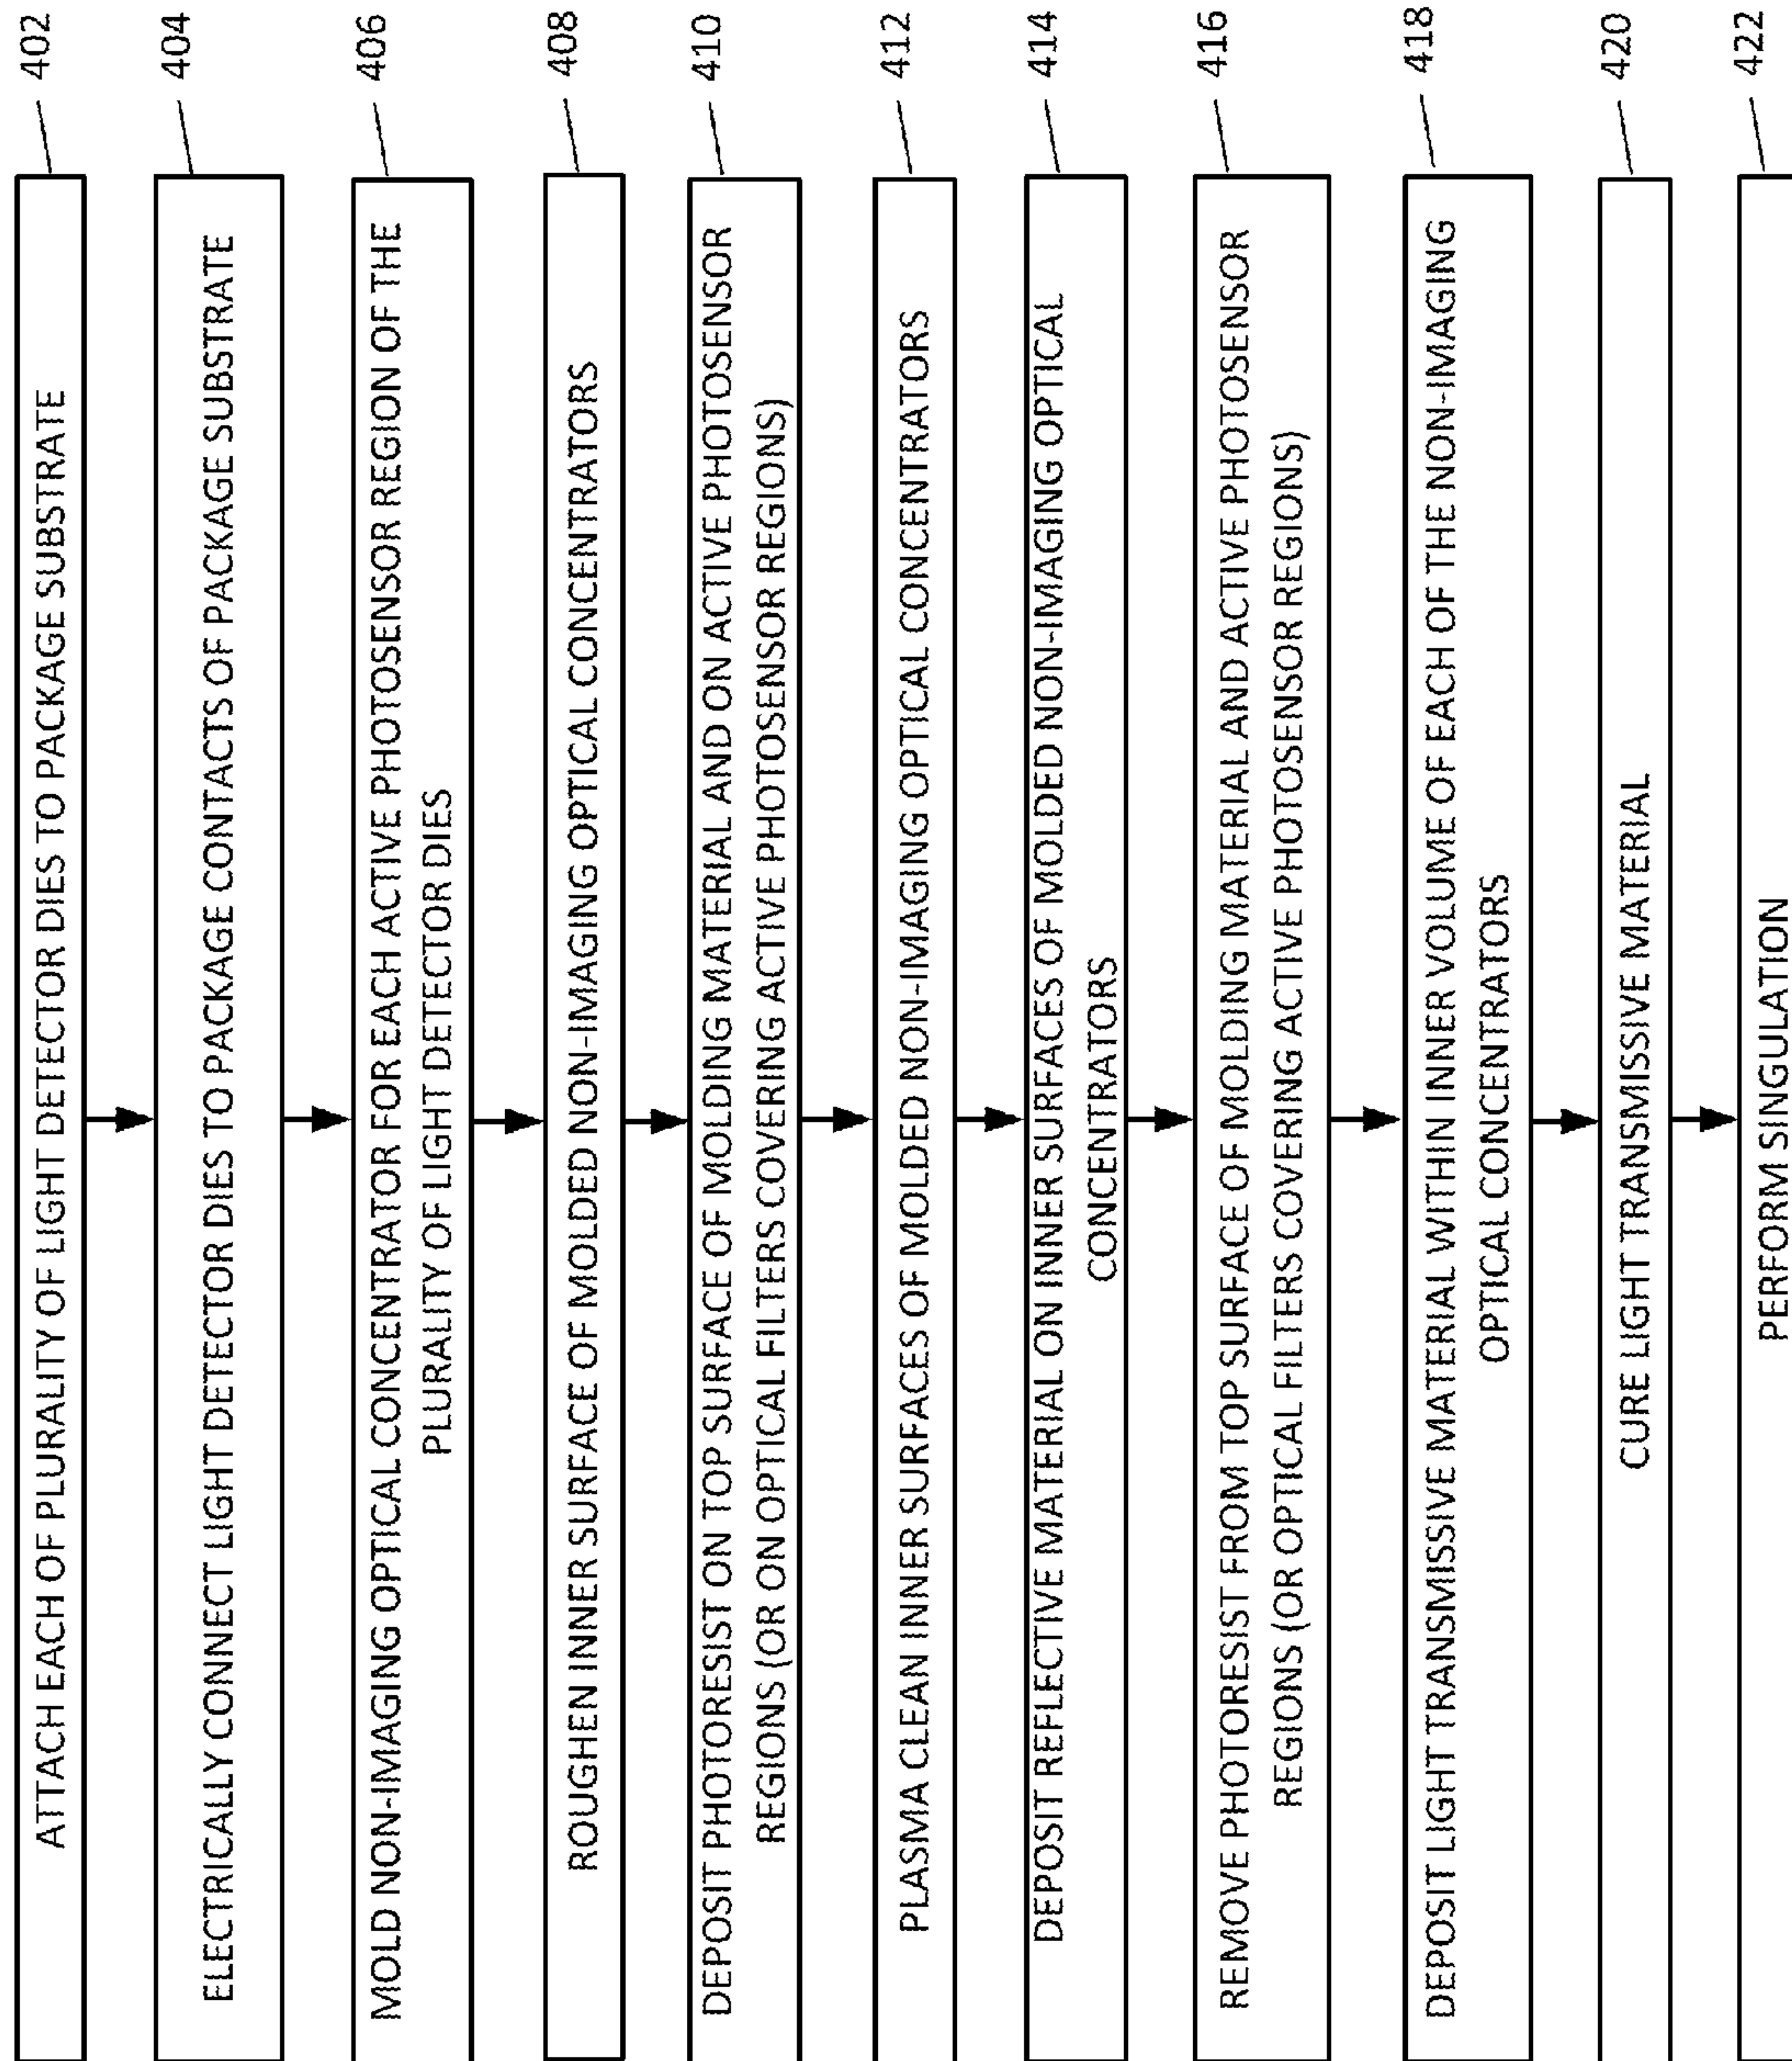 402
ATTACH EACH OF PLURALITY OF LIGHT DETECTOR DIES TO PACKAGE SUBSTRATE
404
ELECTRICALLY CONNECT LIGHT DETECTOR DIES TO PACKAGE CONTACTS OF PACKAGE SUBSTRATE
406
MOLD NON-IMAGING OPTICAL CONCENTRATOR FOR EACH ACTIVE PHOTOSENSOR REGION OF THE
PLURALITY OF LIGHT DETECTOR DIES
408
ROUGHEN INNER SURFACE OF MOLDED NON-IMAGING OPTICAL CONCENTRATORS
410
DEPOSIT PHOTORESIST ON TOP SURFACE OF MOLDING MATERIAL AND ON ACTIVE PHOTOSENSOR
REGIONS (OR ON OPTICAL FILTERS COVERING ACTIVE PHOTOSENSOR REGIONS)
412
PLASMA CLEAN INNER SURFACES OF MOLDED NON-IMAGING OPTICAL CONCENTRATORS
414
DEPOSIT REFLECTIVE MATERIAL ON INNER SURFACES OF MOLDED NON-IMAGING OPTICAL
CONCENTRATORS
416
REMOVE PHOTORESIST FROM TOP SURFACE OF MOLDING MATERIAL AND ACTIVE PHOTOSENSOR
REGIONS (OR OPTICAL FILTERS COVERING ACTIVE PHOTOSENSOR REGIONS)
418
DEPOSIT LIGHT TRANSMISSIVE MATERIAL WITHIN INNER VOLUME OF EACH OF THE NON-IMAGING
OPTICAL CONCENTRATORS
420
CURE LIGHT TRANSMISSIVE MATERIAL
422
PERFORM SINGULATION